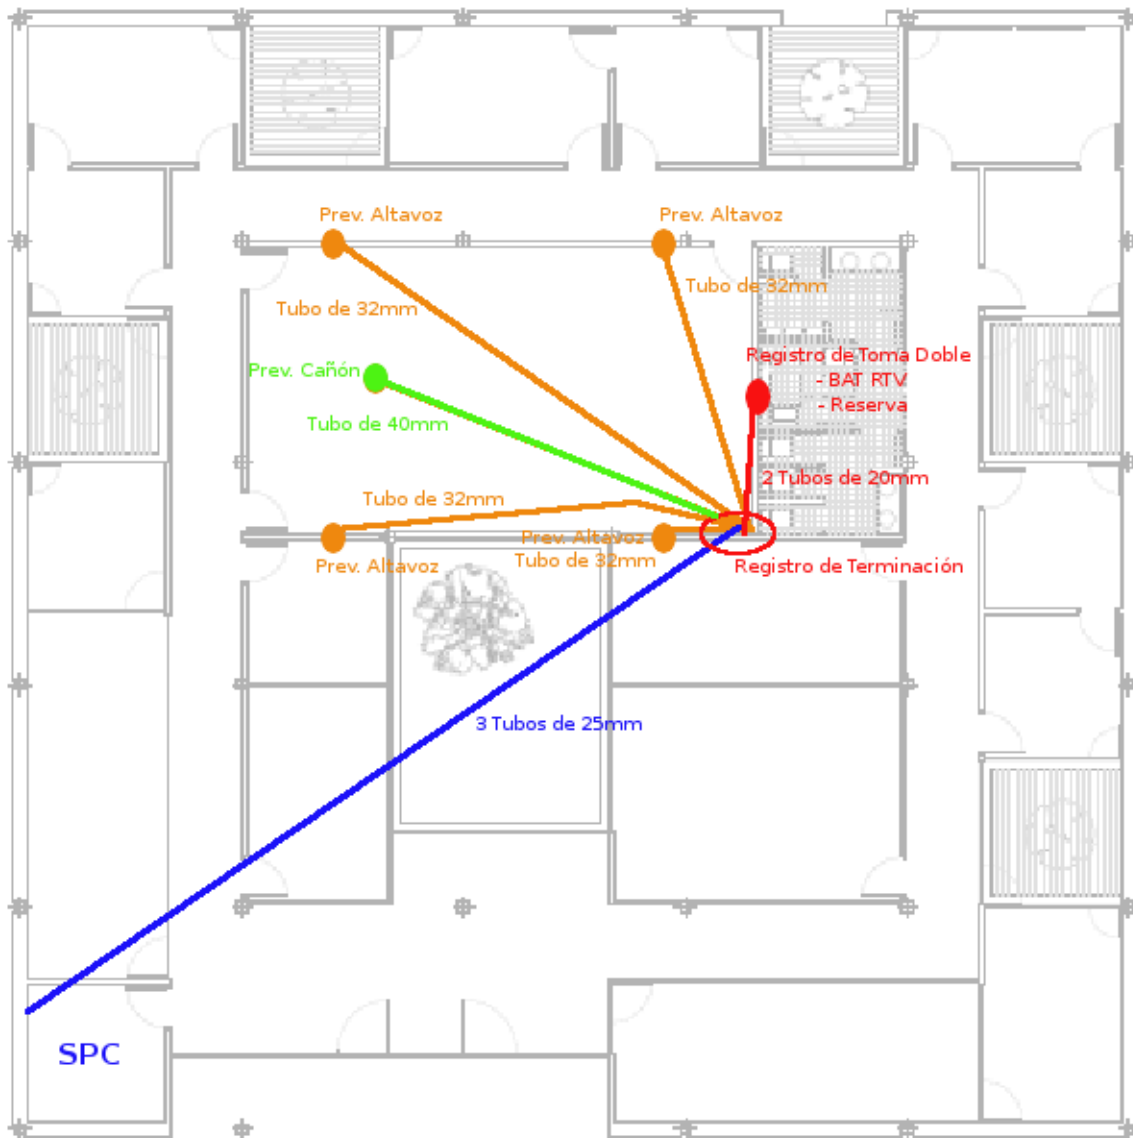 Prev. Altavoz
Prev. Altavoz
Tubo de 32mm
Tubo de 32mm
Registro de Toma Doble
- BAT RTV
- Reserva
Prev. Cañón
Tubo de 40mm
2 Tubos de 20mm
Tubo de 32mm
Prev. Altavoz
Tubo de 32mm
Prev. Altavoz
Registro de Terminación
3 Tubos de 25mm
SPC